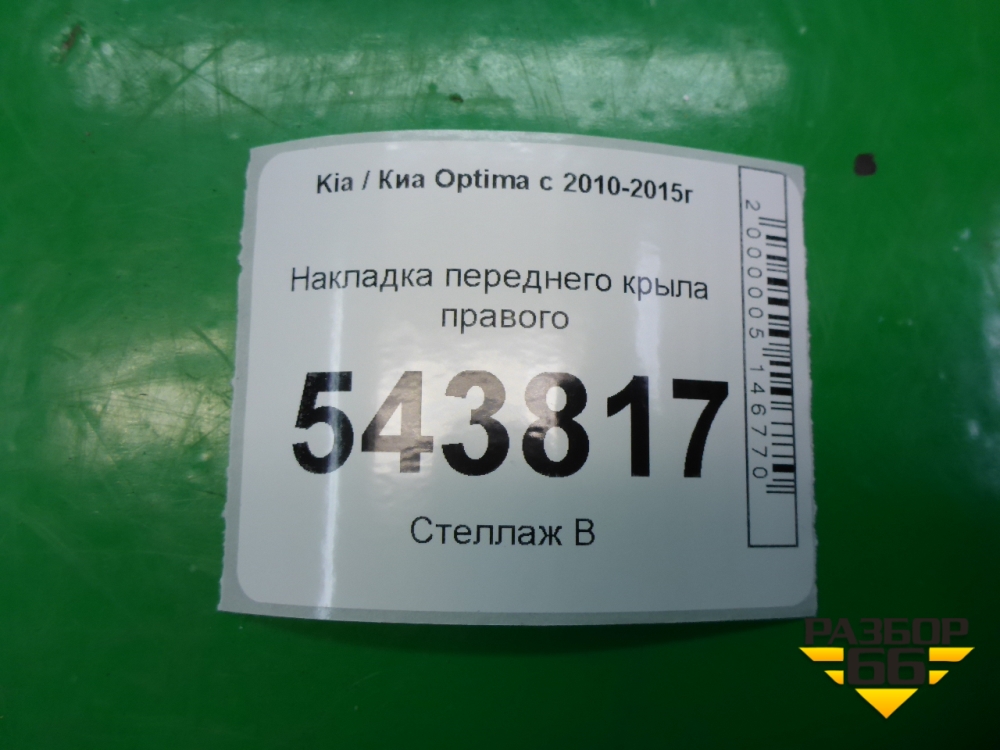 Kia / Киа Optima с 2010-2015г
Накладка переднего крыла
правого
543817
Стеллаж В
2000005146770
РАЗБОР
66